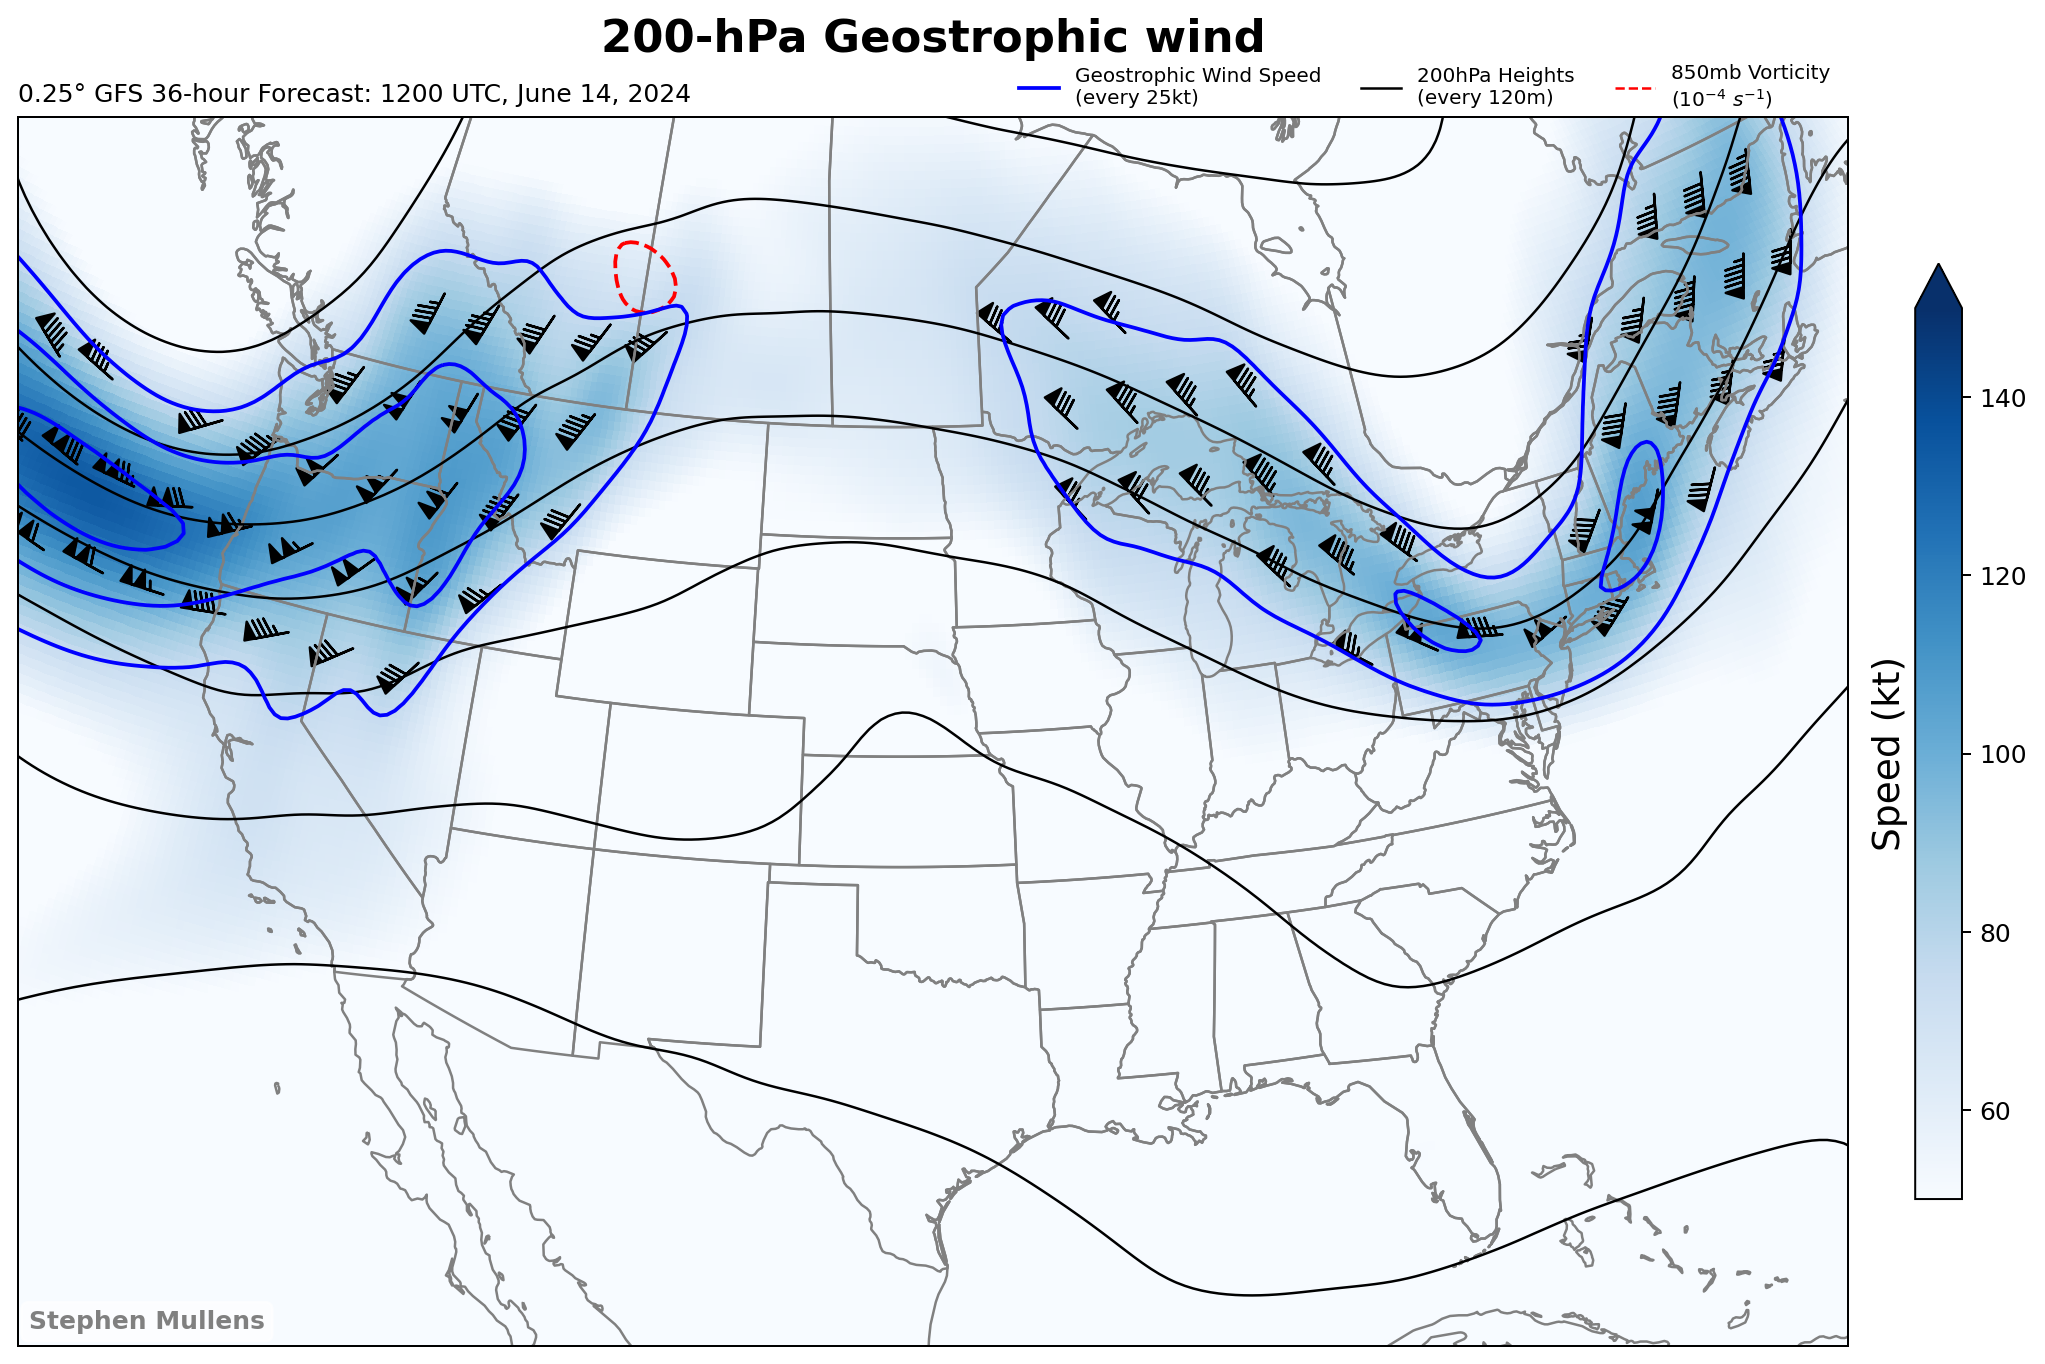 200-hPa Geostrophic wind
0.25° GFS 36-hour Forecast: 1200 UTC, June 14, 2024
Geostrophic Wind Speed
(every 25kt)
200hPa Heights
(every 120m)
850mb Vorticity
(10⁻⁴ s⁻¹)
140
120
100
80
60
Speed (kt)
Stephen Mullens